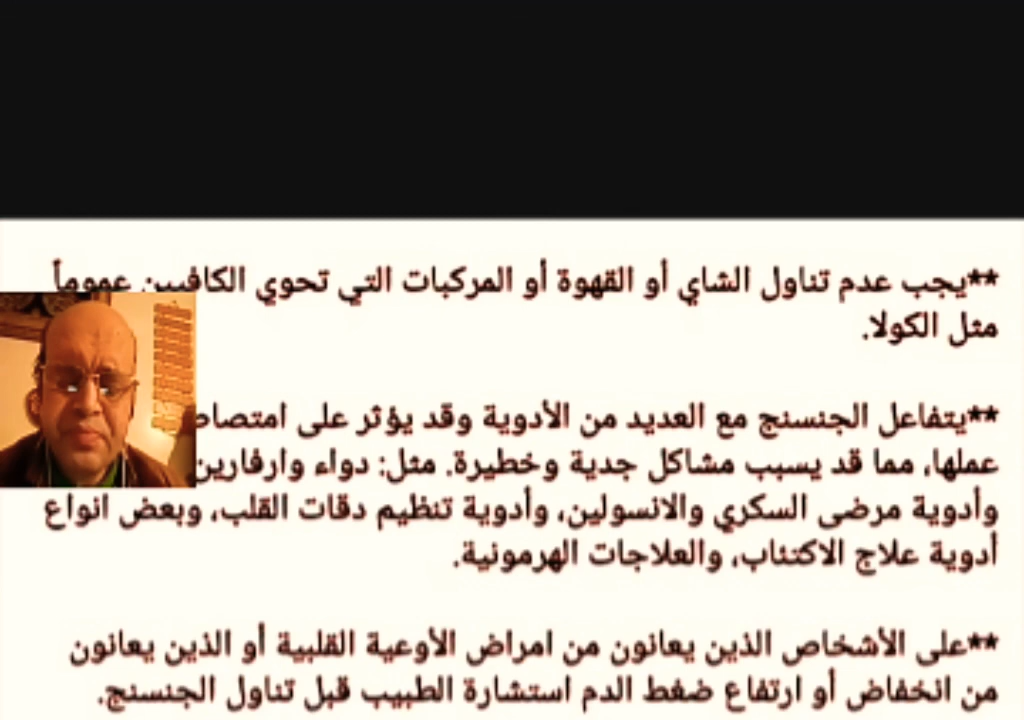 **يجب عدم تناول الشاي أو القهوة أو المركبات التي تحوي الكافيين عموماً
مثل الكولا.
**يتفاعل الجنسنج مع العديد من الأدوية وقد يؤثر على
عملها، مما قد يسبب مشاكل جدية وخطيرة. مثل: دواء وارفارين
وأدوية مرضى السكري والانسولين، وأدوية تنظيم دقات القلب، وبعض انواع
أدوية علاج الاكتئاب، والعلاجات الهرمونية.
**على الأشخاص الذين يعانون من امراض الأوعية القلبية أو الذين يعانون
من انخفاض أو ارتفاع ضغط الدم استشارة الطبيب قبل تناول الجنسنج.